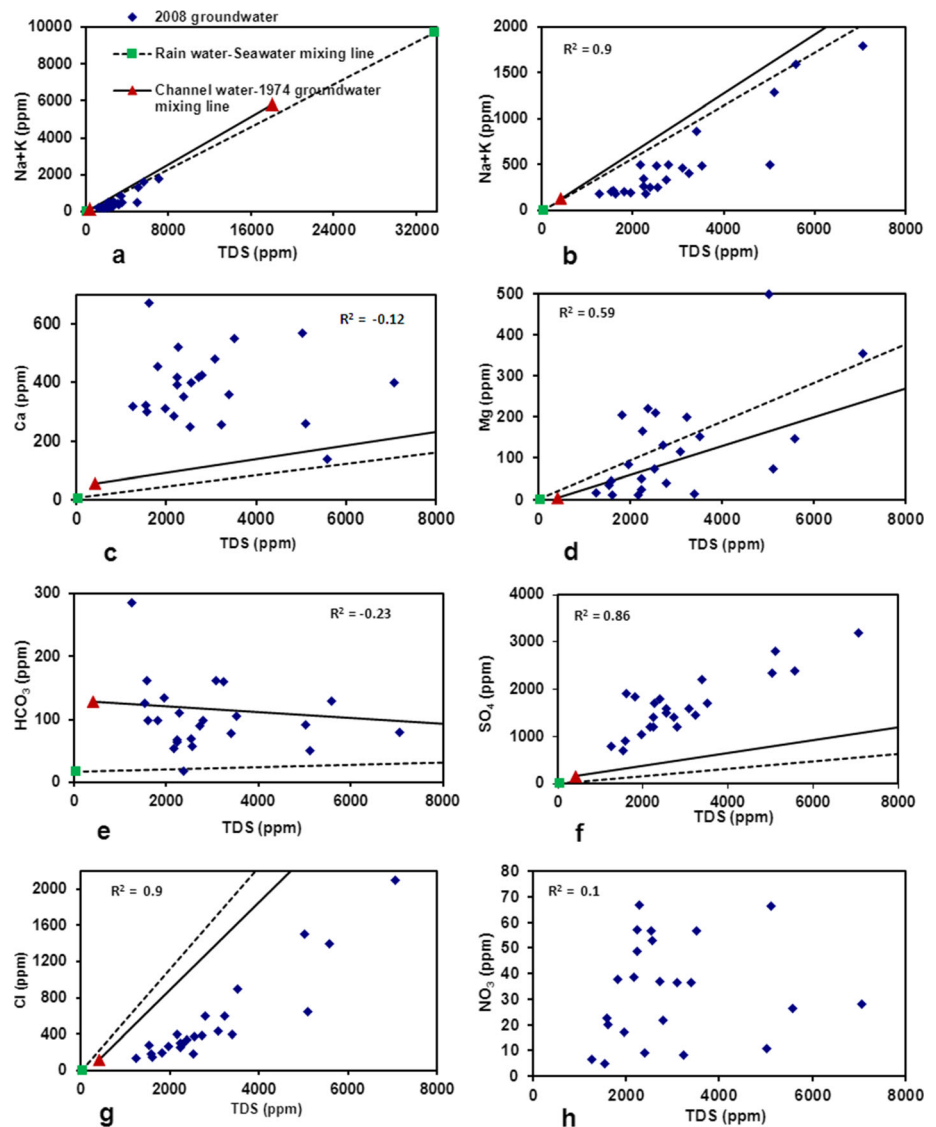 2008 groundwater
Rain water-Seawater mixing line
Channel water-1974 groundwater
mixing line
Na+K (ppm)
10000
8000
6000
4000
2000
0
0 8000 16000 24000 32000
TDS (ppm)
a
R² = 0.9
Na+K (ppm)
2000
1500
1000
500
0
0 2000 4000 6000 8000
TDS (ppm)
b
R² = -0.12
Ca (ppm)
600
400
200
0
0 2000 4000 6000 8000
TDS (ppm)
c
R² = 0.59
Mg (ppm)
500
400
300
200
100
0
0 2000 4000 6000 8000
TDS (ppm)
d
R² = -0.23
HCO₃ (ppm)
300
200
100
0
0 2000 4000 6000 8000
TDS (ppm)
e
R² = 0.86
SO₄ (ppm)
4000
3000
2000
1000
0
0 2000 4000 6000 8000
TDS (ppm)
f
R² = 0.9
Cl (ppm)
2000
1600
1200
800
400
0
0 2000 4000 6000 8000
TDS (ppm)
g
R² = 0.1
NO₃ (ppm)
80
70
60
50
40
30
20
10
0
0 2000 4000 6000 8000
TDS (ppm)
h